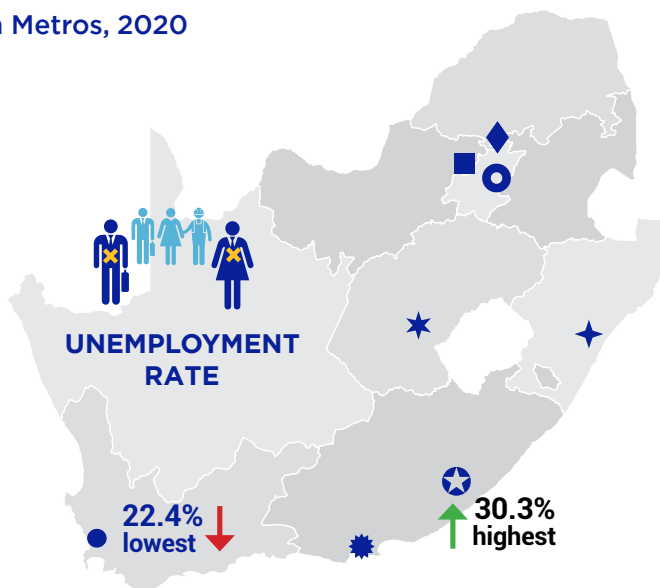 Metros, 2020
UNEMPLOYMENT
RATE
22.4%
lowest
30.3%
highest